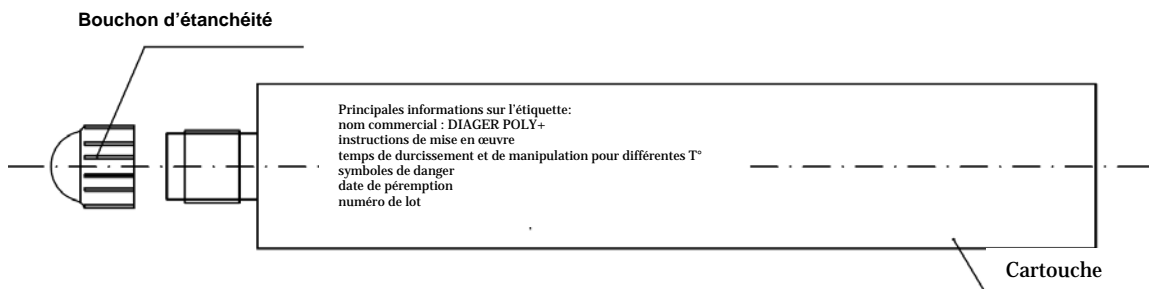 Bouchon d’étanchéité
Principales informations sur l'étiquette:
nom commercial : DIAGER POLY+
instructions de mise en œuvre
temps de durcissement et de manipulation pour différentes T°
symboles de danger
date de péremption
numéro de lot
Cartouche